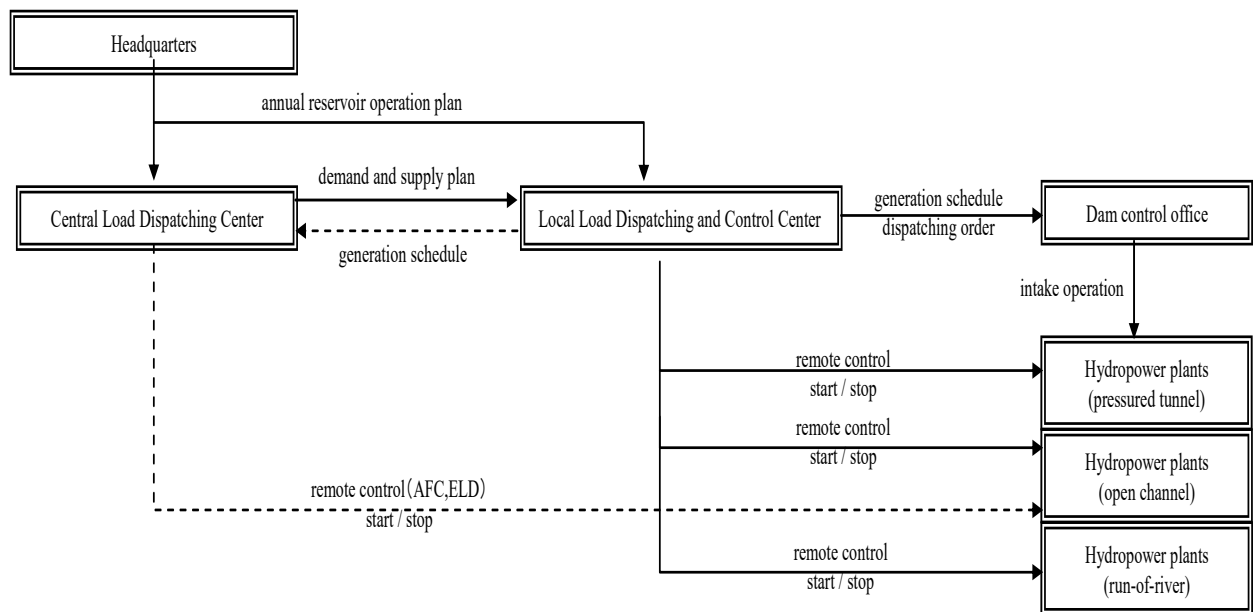 Headquarters
annual reservoir operation plan
demand and supply plan
Central Load Dispatching Center
Local Load Dispatching and Control Center
generation schedule
generation schedule
dispatching order
Dam control office
intake operation
remote control
start / stop
Hydropower plants
(pressured tunnel)
remote control
start / stop
Hydropower plants
(open channel)
remote control(AFC,ELD)
start / stop
remote control
start / stop
Hydropower plants
(run-of-river)